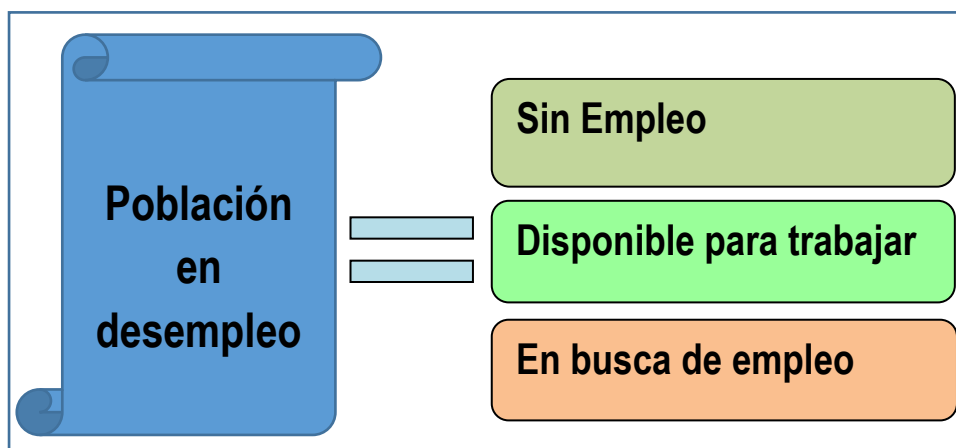 Población
en
desempleo
Sin Empleo
Disponible para trabajar
En busca de empleo